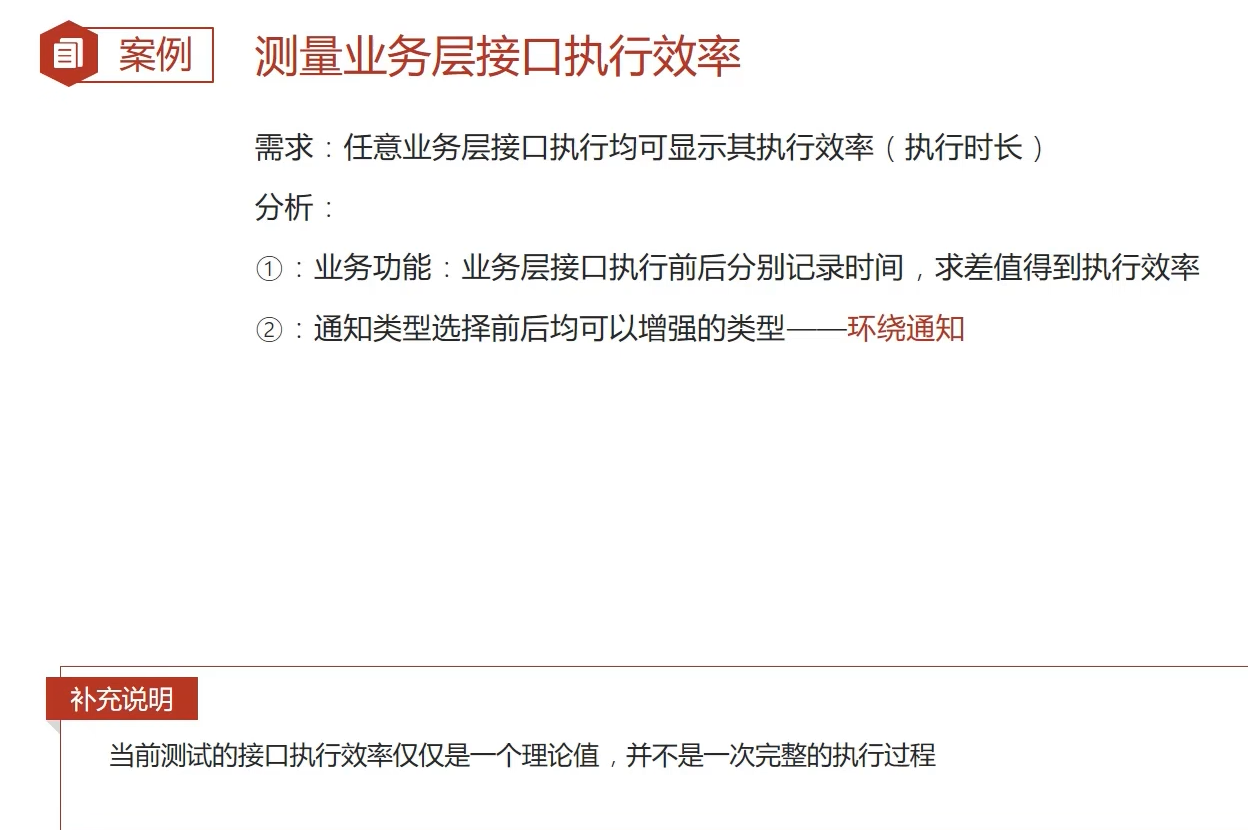 案例
测量业务层接口执行效率
需求：任意业务层接口执行均可显示其执行效率（执行时长）
分析：
①：业务功能：业务层接口执行前后分别记录时间，求差值得到执行效率
②：通知类型选择前后均可以增强的类型——环绕通知
补充说明
当前测试的接口执行效率仅仅是一个理论值，并不是一次完整的执行过程